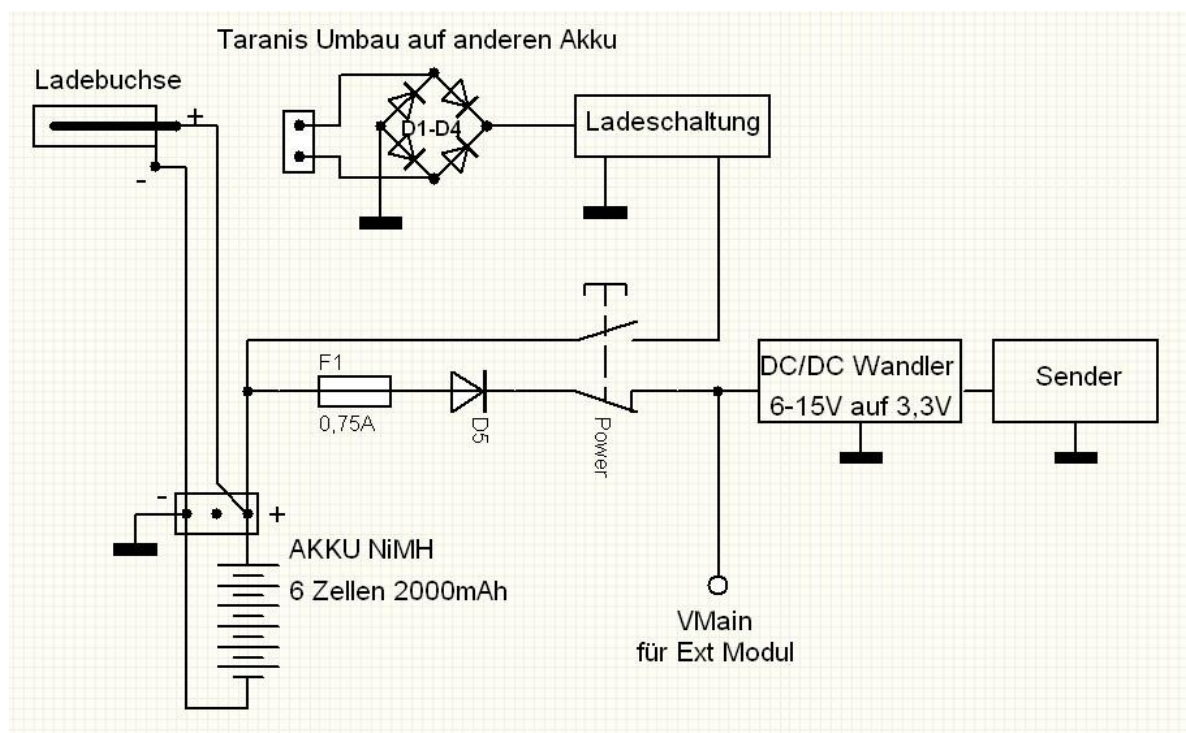 Taranis Umbau auf anderen Akku
Ladebuchse
+
-
D1-D4
Ladeschaltung
F1
0,75A
D5
Power
DC/DC Wandler
6-15V auf 3,3V
Sender
-
+
AKKU NiMH
6 Zellen 2000mAh
VMain
für Ext Modul